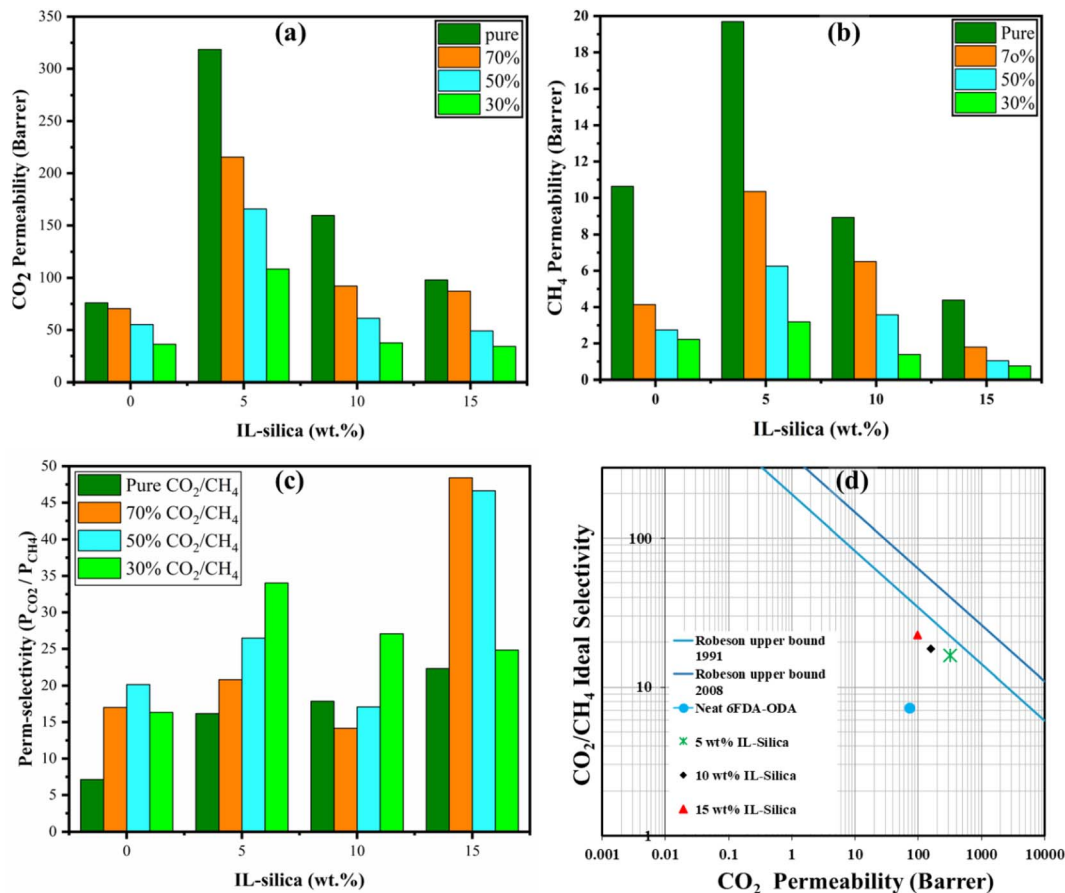 (a)
pure
70%
50%
30%
CO2 Permeability (Barrer)
350
300
250
200
150
100
50
0
0 5 10 15
IL-silica (wt.%)
(b)
Pure
7o%
50%
30%
CH4 Permeability (Barrer)
20
18
16
14
12
10
8
6
4
2
0
0 5 10 15
IL-silica (wt.%)
(c)
Pure CO2/CH4
70% CO2/CH4
50% CO2/CH4
30% CO2/CH4
Perm-selectivity (PCO2 / PCH4)
50
45
40
35
30
25
20
15
10
5
0
0 5 10 15
IL-silica (wt.%)
(d)
CO2/CH4 Ideal Selectivity
100
10
1
Robeson upper bound
1991
Robeson upper bound
2008
Neat 6FDA-ODA
5 wt% IL-Silica
10 wt% IL-Silica
15 wt% IL-Silica
0.001 0.01 0.1 1 10 100 1000 10000
CO2 Permeability (Barrer)